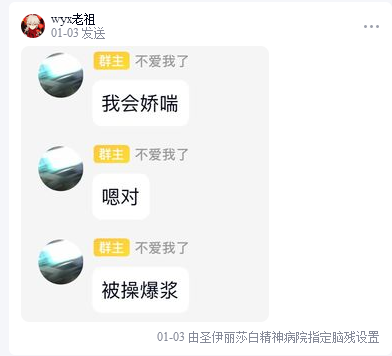 wyx老祖
01-03 发送
群主 不爱我了
我会娇喘
群主 不爱我了
嗯对
群主 不爱我了
被操爆浆
01-03 由圣伊丽莎白精神病院指定脑残设置